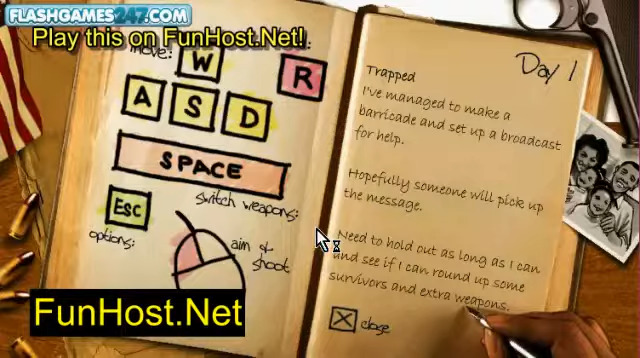 FLASHGAMES247.COM
Play this on FunHost.Net!
move:
W
R
A S D
SPACE
switch weapons:
Esc
options:
aim &
shoot
FunHost.Net
Day 1
Trapped
I've managed to make a
barricade and set up a broadcast
for help.
Hopefully someone will pick up
the message.
Need to hold out as long as I can
and see if I can round up some
survivors and extra weapons.
close